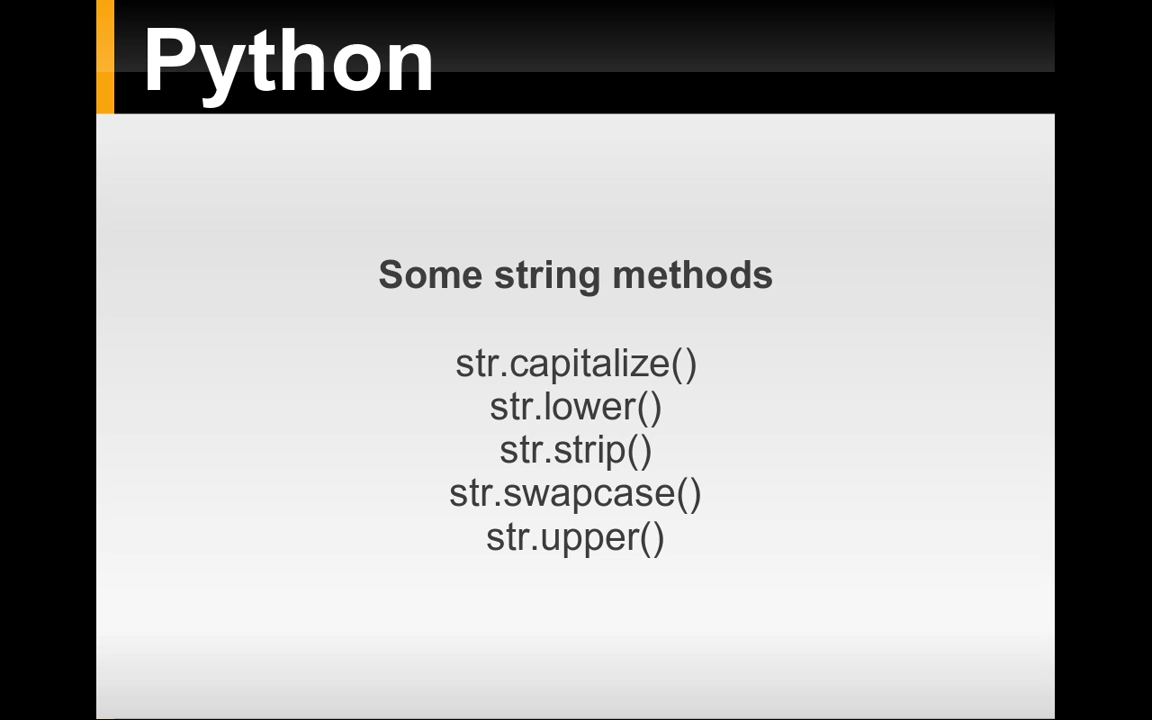 Python
Some string methods
str.capitalize()
str.lower()
str.strip()
str.swapcase()
str.upper()